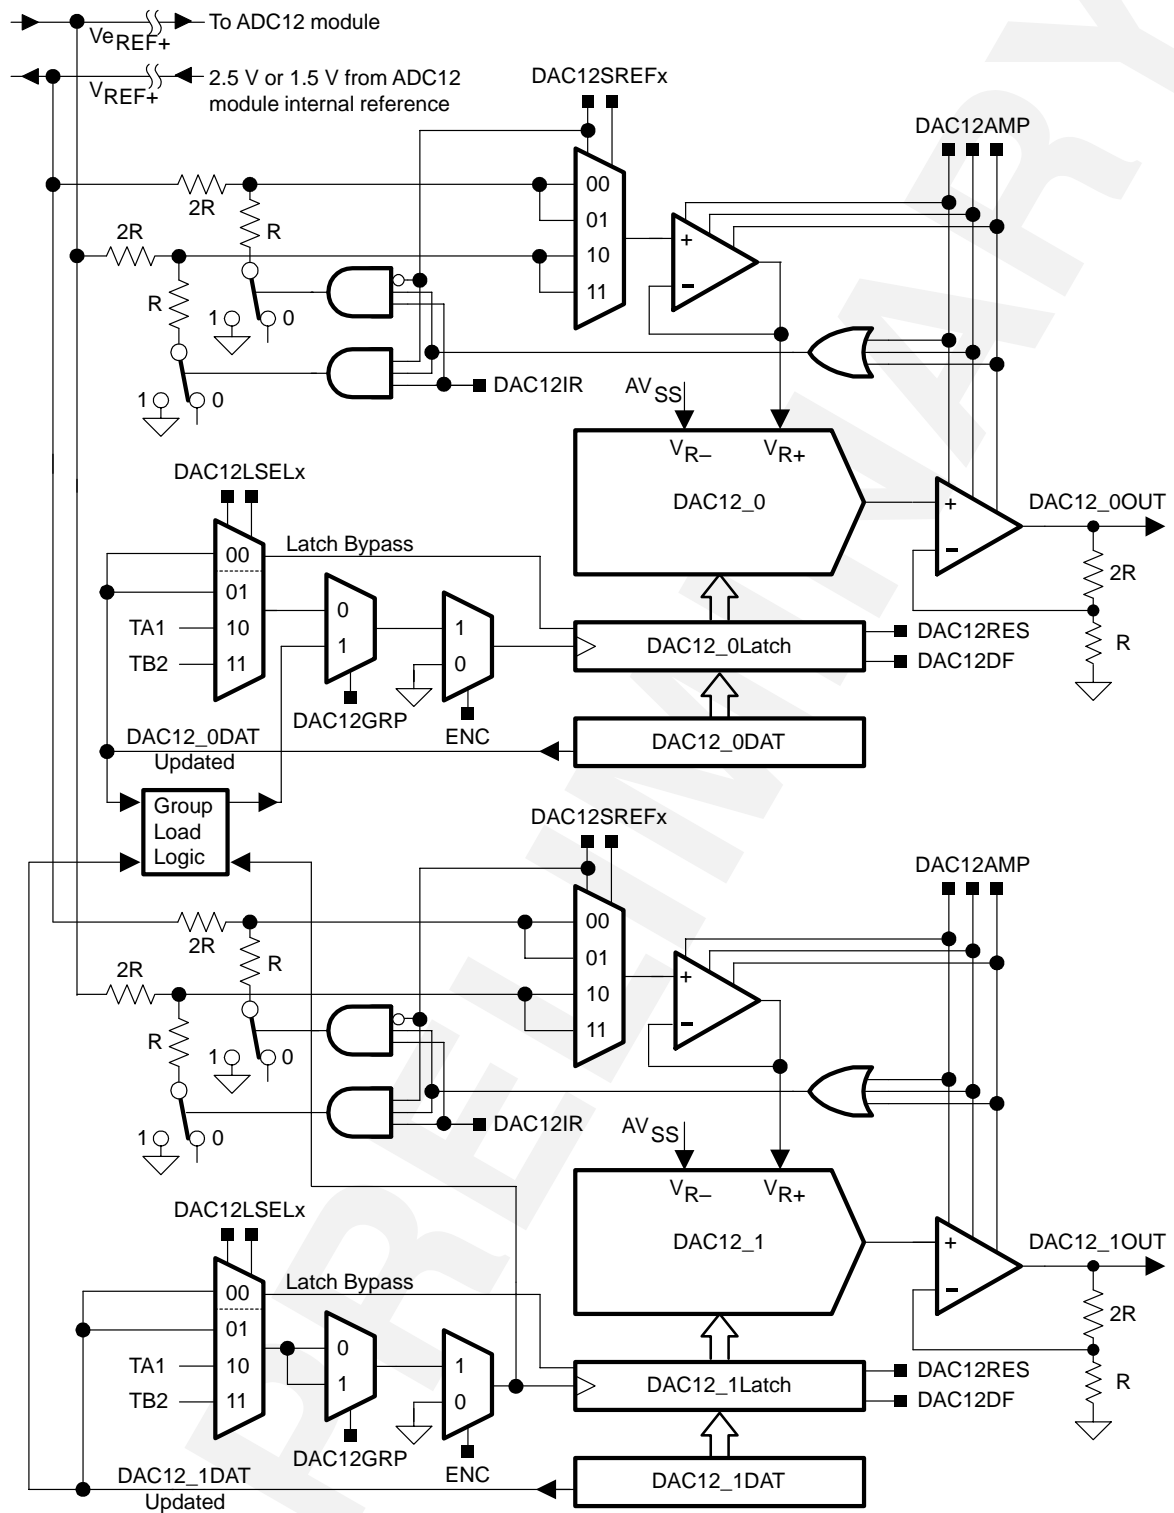 VeREF+
To ADC12 module
VREF+
2.5 V or 1.5 V from ADC12
module internal reference
DAC12SREFx
DAC12AMP
2R
R
00
01
10
11
+
−
2R
R
1
0
1
0
DAC12IR
AVSS
VR−
VR+
DAC12_0
+
−
DAC12_0OUT
2R
R
DAC12LSELx
00
01
10
11
Latch Bypass
TA1
TB2
0
1
1
0
DAC12GRP
ENC
DAC12_0Latch
DAC12RES
DAC12DF
DAC12_0DAT
DAC12_0DAT
Updated
Group
Load
Logic
DAC12SREFx
DAC12AMP
2R
R
00
01
10
11
+
−
2R
R
1
0
1
0
DAC12IR
AVSS
VR−
VR+
DAC12_1
+
−
DAC12_1OUT
2R
R
DAC12LSELx
00
01
10
11
Latch Bypass
TA1
TB2
0
1
1
0
DAC12GRP
ENC
DAC12_1Latch
DAC12RES
DAC12DF
DAC12_1DAT
DAC12_1DAT
Updated
PRELIMINARY